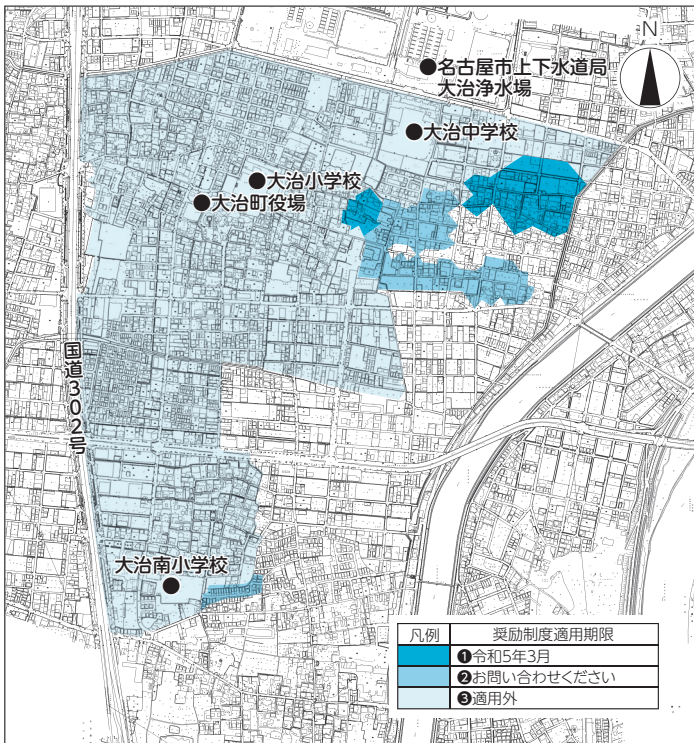 N
名古屋市上下水道局
大治浄水場
大治中学校
大治小学校
大治町役場
国道302号
大治南小学校
凡例 奨励制度適用期限
❶令和5年3月
❷お問い合わせください
❸適用外